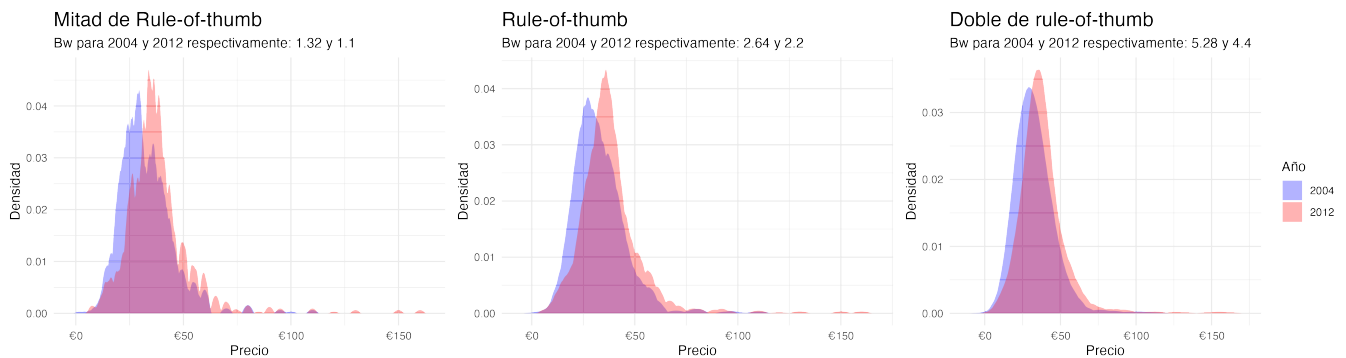 Mitad de Rule-of-thumb
Bw para 2004 y 2012 respectivamente: 1.32 y 1.1
0.04
0.03
0.02
0.01
0.00
Densidad
€0
€50
€100
€150
Precio
Rule-of-thumb
Bw para 2004 y 2012 respectivamente: 2.64 y 2.2
0.04
0.03
0.02
0.01
0.00
Densidad
€0
€50
€100
€150
Precio
Doble de rule-of-thumb
Bw para 2004 y 2012 respectivamente: 5.28 y 4.4
0.03
0.02
0.01
0.00
Densidad
€0
€50
€100
€150
Precio
Año
2004
2012